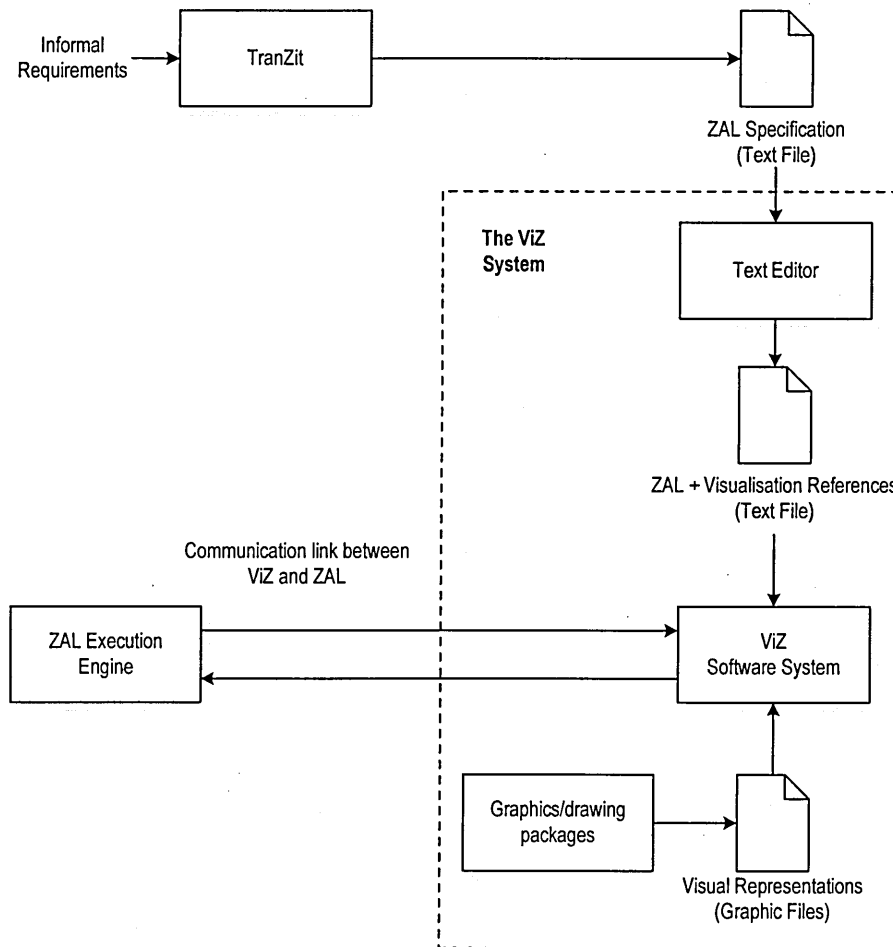 Informal
Requirements
TranZit
ZAL Specification
(Text File)
The ViZ
System
Text Editor
ZAL + Visualisation References
(Text File)
Communication link between
ViZ and ZAL
ZAL Execution
Engine
ViZ
Software System
Graphics/drawing
packages
Visual Representations
(Graphic Files)